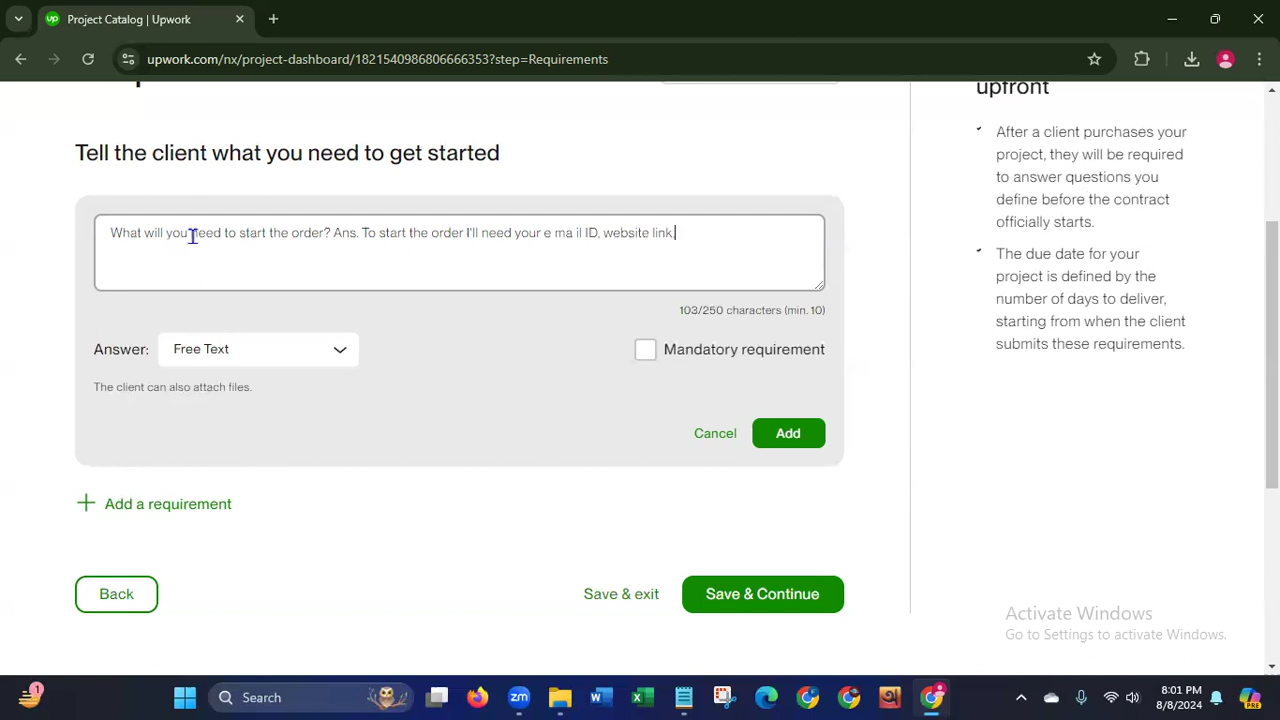 Project Catalog | Upwork
upwork.com/nx/project-dashboard/1821540986806666353?step=Requirements
Tell the client what you need to get started
What will you need to start the order? Ans. To start the order I'll need your e ma il ID, website link.
103/250 characters (min. 10)
Answer:
Free Text
Mandatory requirement
The client can also attach files.
Cancel
Add
Add a requirement
Back
Save & exit
Save & Continue
upfront
After a client purchases your
project, they will be required
to answer questions you
define before the contract
officially starts.
The due date for your
project is defined by the
number of days to deliver,
starting from when the client
submits these requirements.
Activate Windows
Go to Settings to activate Windows.
1
Search
zm
8:01 PM
8/8/2024
PRE